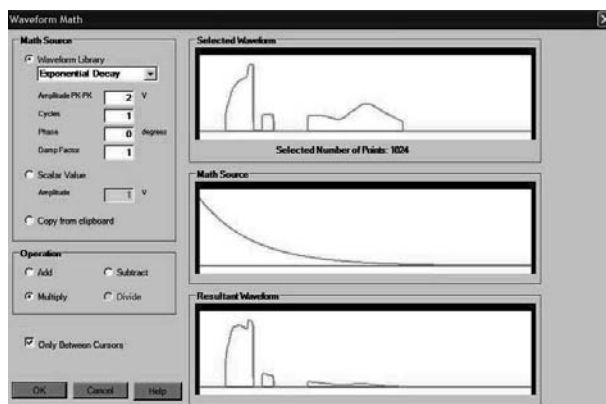 Waveform Math
Math Source
Waveform Library
Exponential Decay
Amplitude PK-PK 2 V
Cycles 1
Phase 0 degrees
Damp Factor 1
Scalar Value
Amplitude 1 V
Copy from clipboard
Operation
Add Subtract
Multiply Divide
Only Between Cursors
OK Cancel Help
Selected Waveform
Selected Number of Points: 1024
Math Source
Resultant Waveform